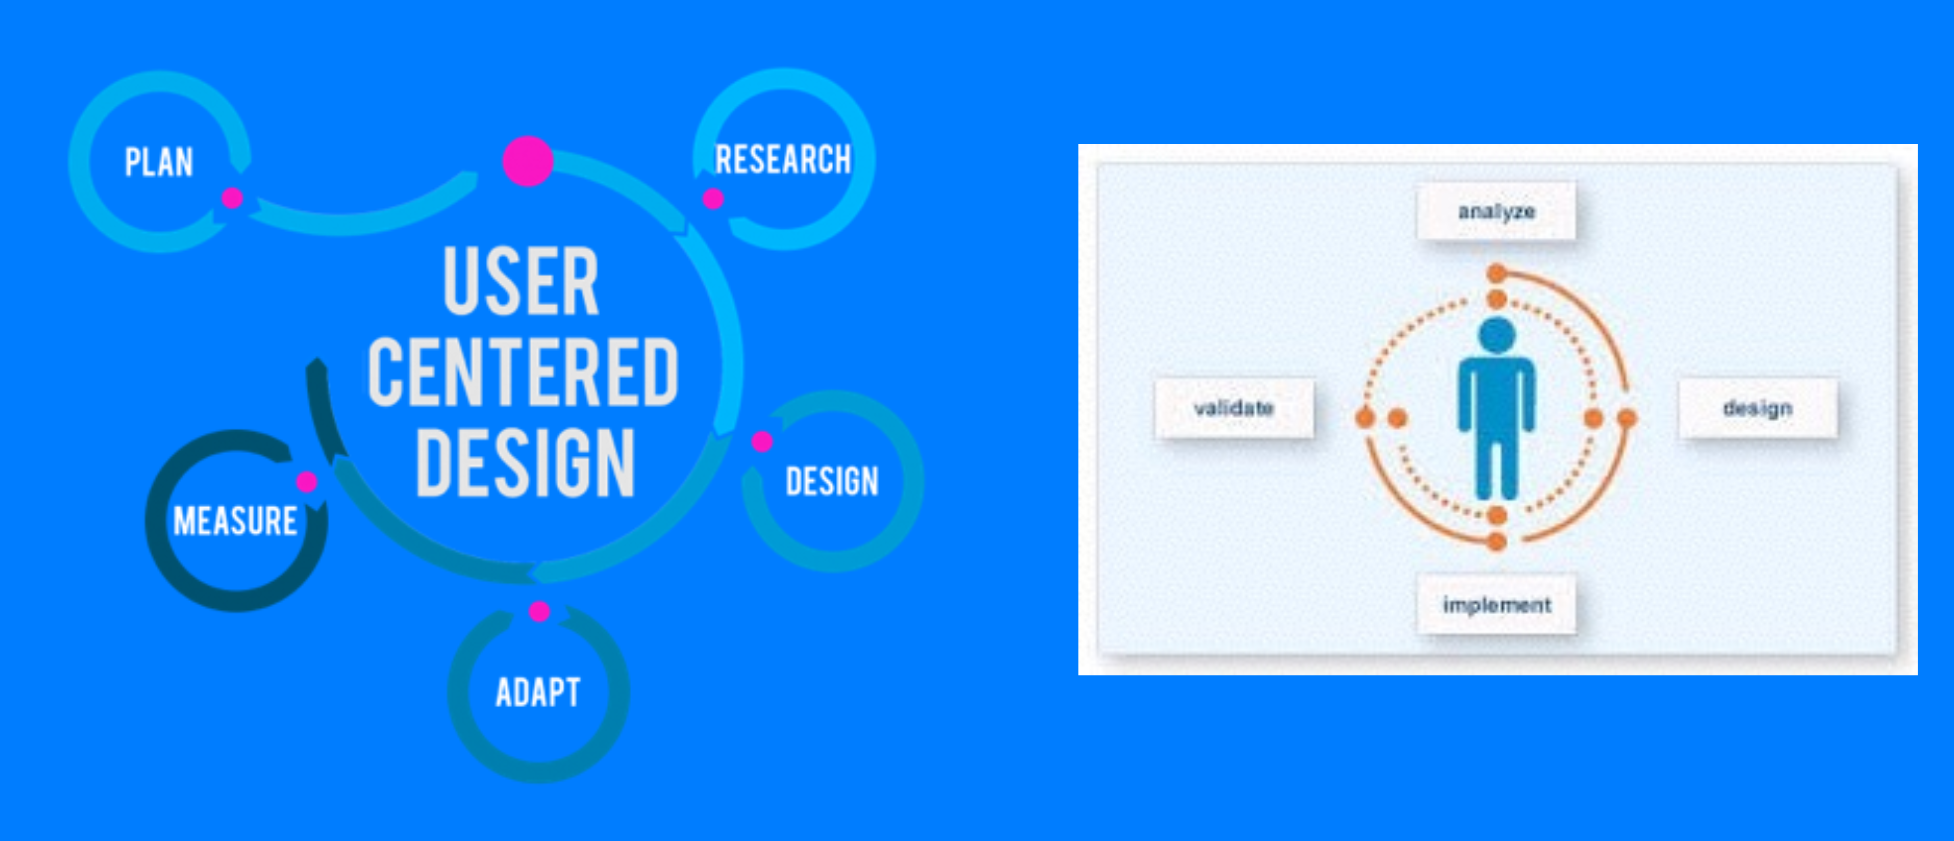 PLAN
RESEARCH
USER
CENTERED
DESIGN
DESIGN
MEASURE
ADAPT
analyze
validate
design
implement